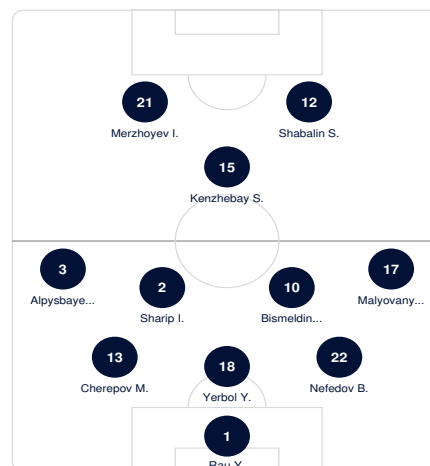 21 12
Merzhoyev I. Shabalin S.
15
Kenzhebay S.
3 17
Alpysbaye... Malyovany...
2 10
Sharip I. Bismeldin...
13 18 22
Cherepov M. Yerbol Y. Nefedov B.
1
Rau Y.